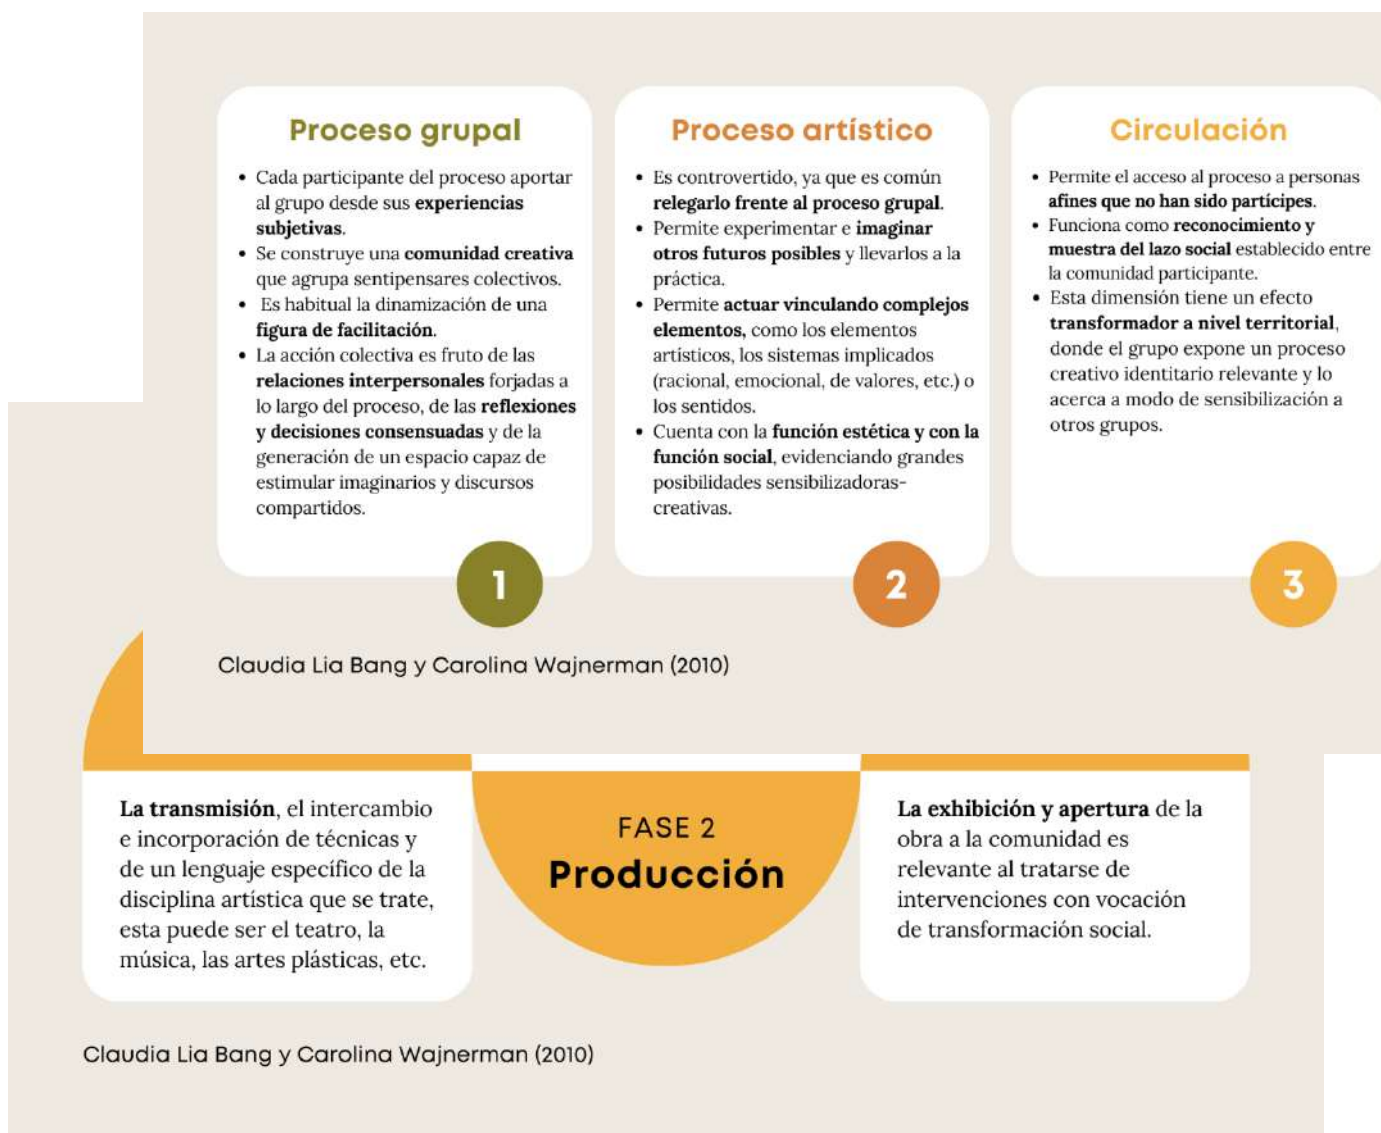 Proceso grupal
• Cada participante del proceso aportar
al grupo desde sus experiencias
subjetivas.
• Se construye una comunidad creativa
que agrupa sentipensares colectivos.
• Es habitual la dinamización de una
figura de facilitación.
• La acción colectiva es fruto de las
relaciones interpersonales forjadas a
lo largo del proceso, de las reflexiones
y decisiones consensuadas y de la
generación de un espacio capaz de
estimular imaginarios y discursos
compartidos.
1
Proceso artístico
• Es controvertido, ya que es común
relegarlo frente al proceso grupal.
• Permite experimentar e imaginar
otros futuros posibles y llevarlos a la
práctica.
• Permite actuar vinculando complejos
elementos, como los elementos
artísticos, los sistemas implicados
(racional, emocional, de valores, etc.) o
los sentidos.
• Cuenta con la función estética y con la
función social, evidenciando grandes
posibilidades sensibilizadoras-
creativas.
2
Circulación
• Permite el acceso al proceso a personas
afines que no han sido partícipes.
• Funciona como reconocimiento y
muestra del lazo social establecido entre
la comunidad participante.
• Esta dimensión tiene un efecto
transformador a nivel territorial,
donde el grupo expone un proceso
creativo identitario relevante y lo
acerca a modo de sensibilización a
otros grupos.
3
Claudia Lia Bang y Carolina Wajnerman (2010)
La transmisión, el intercambio
e incorporación de técnicas y
de un lenguaje específico de la
disciplina artística que se trate,
esta puede ser el teatro, la
música, las artes plásticas, etc.
FASE 2
Producción
La exhibición y apertura de la
obra a la comunidad es
relevante al tratarse de
intervenciones con vocación
de transformación social.
Claudia Lia Bang y Carolina Wajnerman (2010)